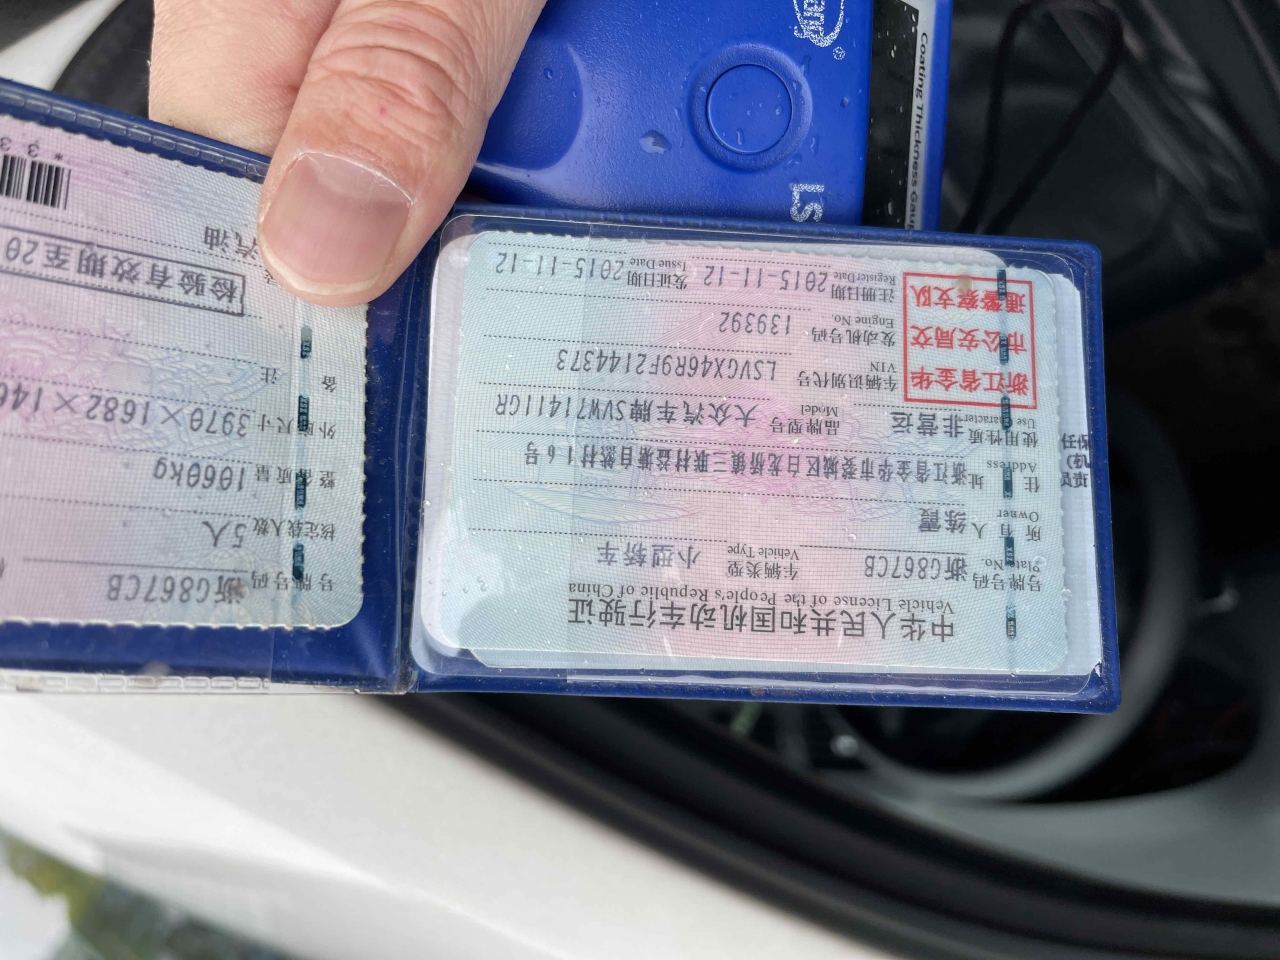 中华人民共和国机动车行驶证
Vehicle License of the People's Republic of China
号牌号码 浙G867CB 车辆类型 小型轿车
Plate No. Vehicle Type
所有人 练霞
Owner
住址 浙江省金华市婺城区白龙桥镇三联村益塘自然村16号
Address
使用性质 非营运 品牌型号 大众汽车牌SVW71411GR
Use Character Model
浙江省金华
市公安局交
通警察支队
车辆识别代号 LSVGX46R9F2144373
VIN
发动机号码 139392
Engine No.
注册日期 2015-11-12 发证日期 2015-11-12
Register Date Issue Date
号牌号码 浙G867CB
核定载人数 5人
整备质量 1060kg
外廓尺寸 3970×1682×146
备注
检验有效期至20
汽油
*33
Coating Thickness Gau
LS